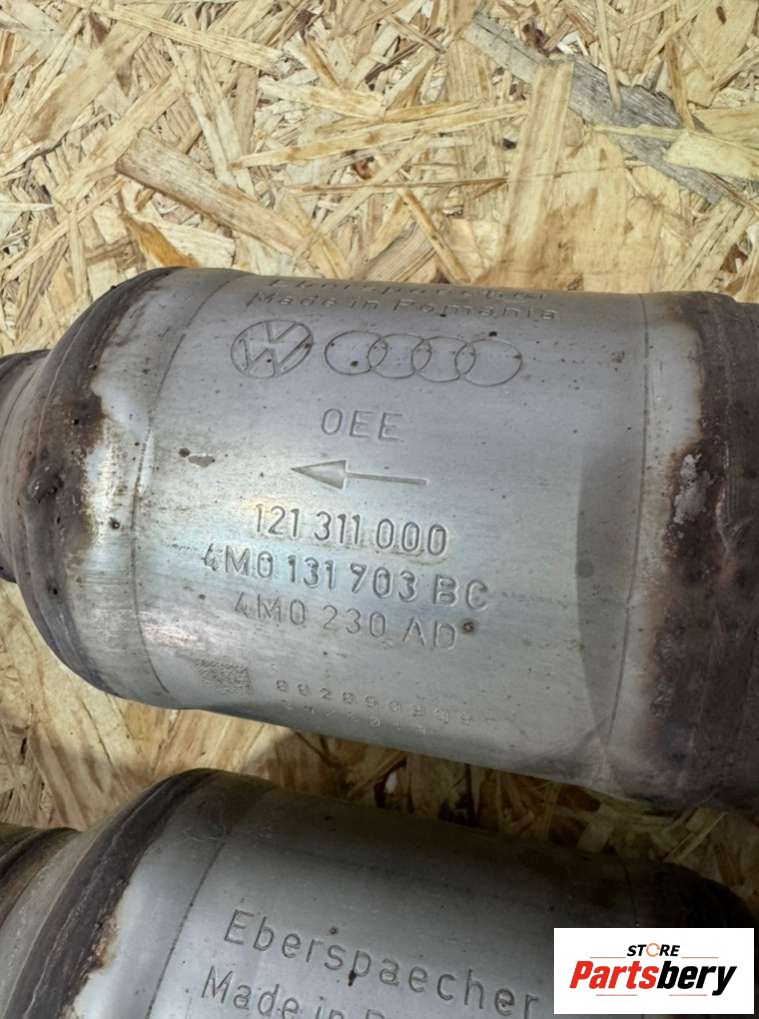 Eberspaecher
Made in Romania
OEE
121 311 000
4M0 131 703 BC
4M0 230 AD
Eberspaecher
Made in
STORE
Partsbery